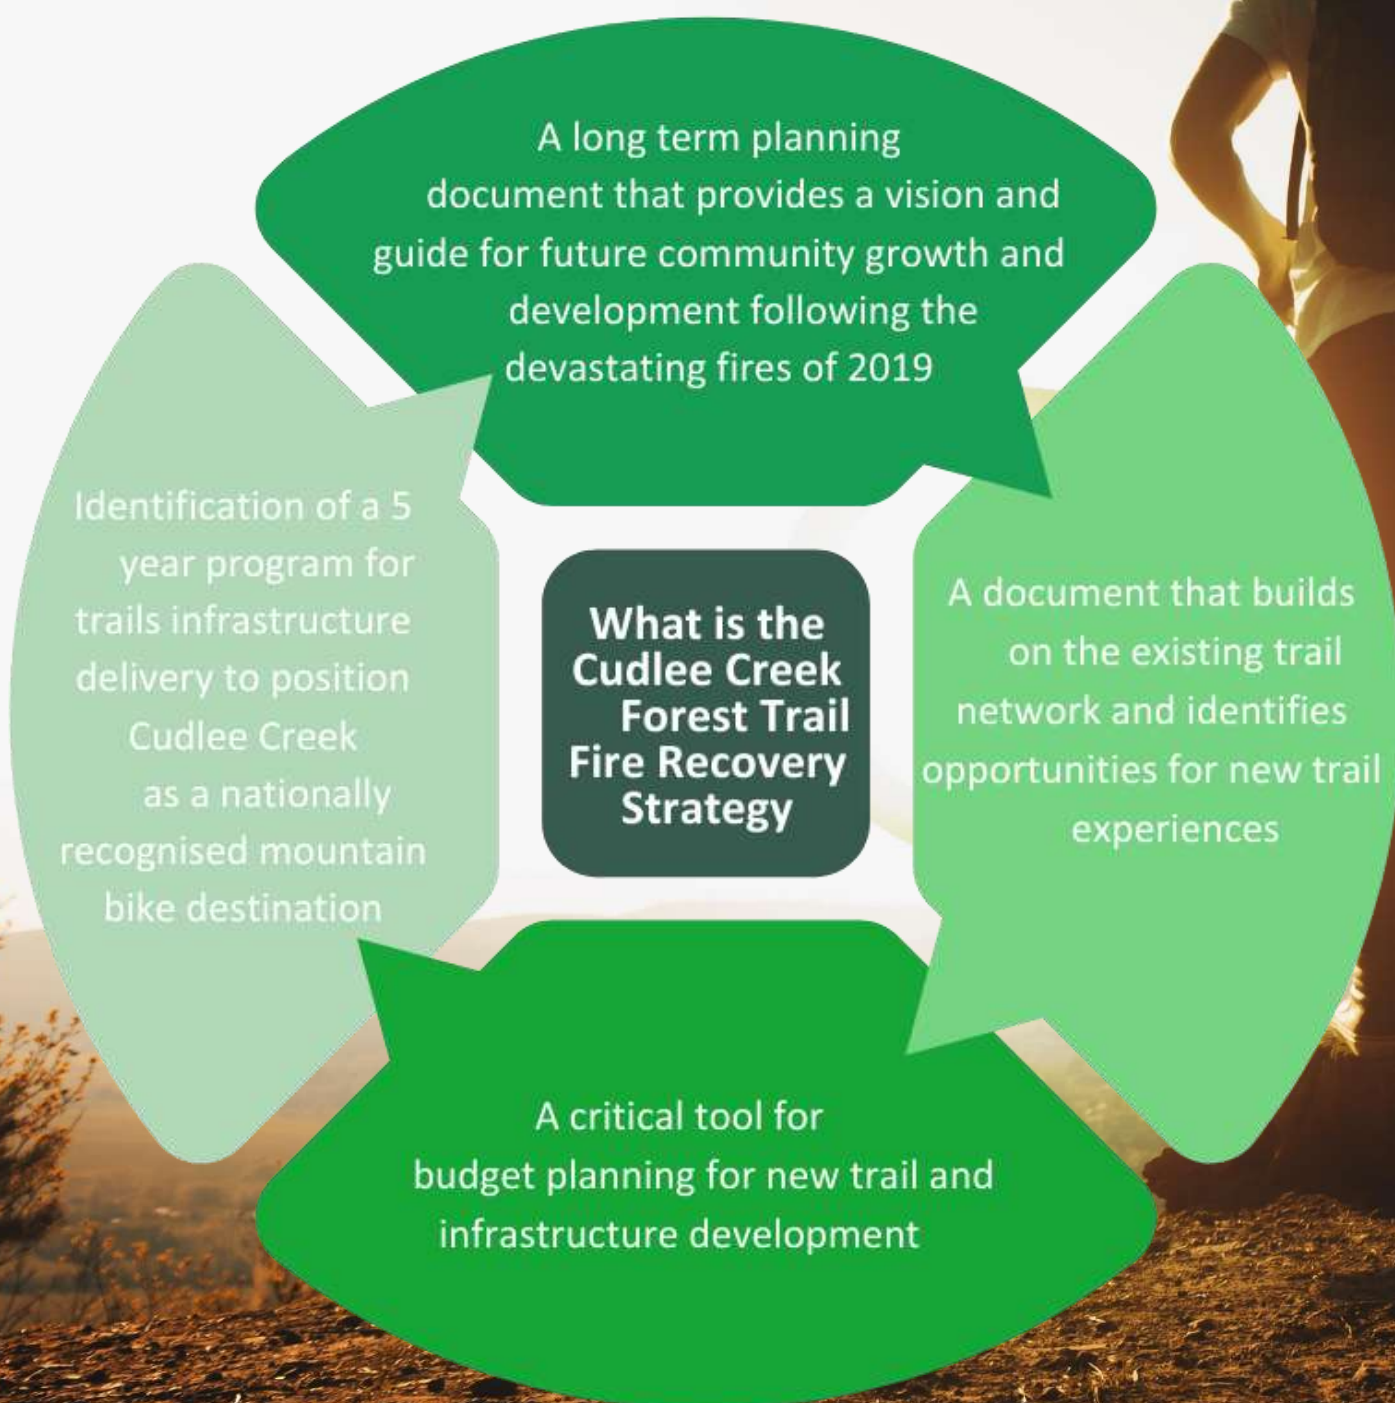 A long term planning
document that provides a vision and
guide for future community growth and
development following the
devastating fires of 2019
Identification of a 5
year program for
trails infrastructure
delivery to position
Cudlee Creek
as a nationally
recognised mountain
bike destination
What is the
Cudlee Creek
Forest Trail
Fire Recovery
Strategy
A document that builds
on the existing trail
network and identifies
opportunities for new trail
experiences
A critical tool for
budget planning for new trail and
infrastructure development